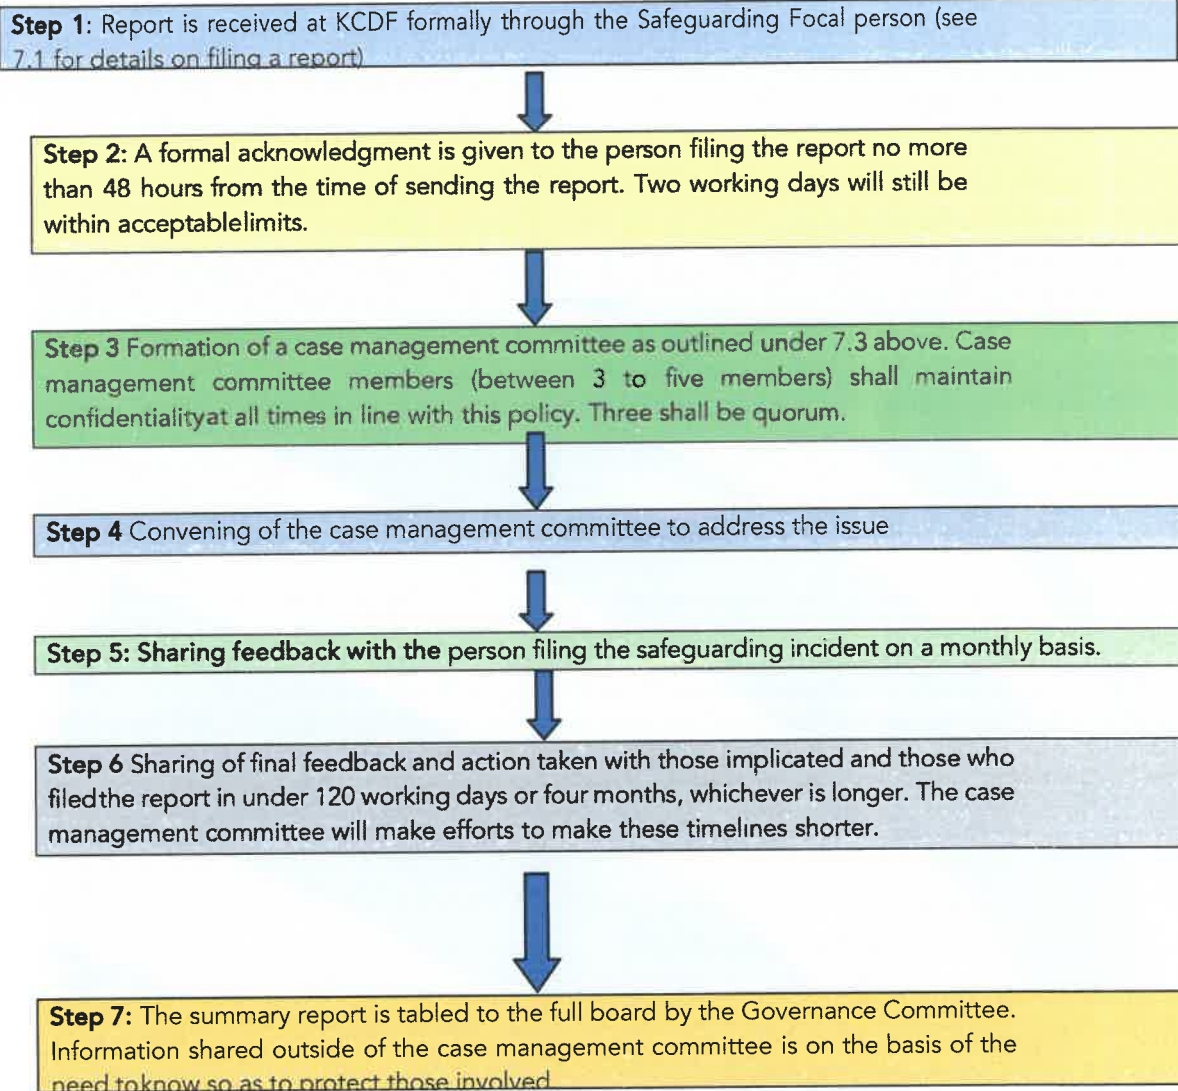 Step 1: Report is received at KCDF formally through the Safeguarding Focal person (see
7.1 for details on filing a report)
Step 2: A formal acknowledgment is given to the person filing the report no more
than 48 hours from the time of sending the report. Two working days will still be
within acceptablelimits.
Step 3 Formation of a case management committee as outlined under 7.3 above. Case
management committee members (between 3 to five members) shall maintain
confidentialityat all times in line with this policy. Three shall be quorum.
Step 4 Convening of the case management committee to address the issue
Step 5: Sharing feedback with the person filing the safeguarding incident on a monthly basis.
Step 6 Sharing of final feedback and action taken with those implicated and those who
filedthe report in under 120 working days or four months, whichever is longer. The case
management committee will make efforts to make these timelines shorter.
Step 7: The summary report is tabled to the full board by the Governance Committee.
Information shared outside of the case management committee is on the basis of the
need toknow so as to protect those involved